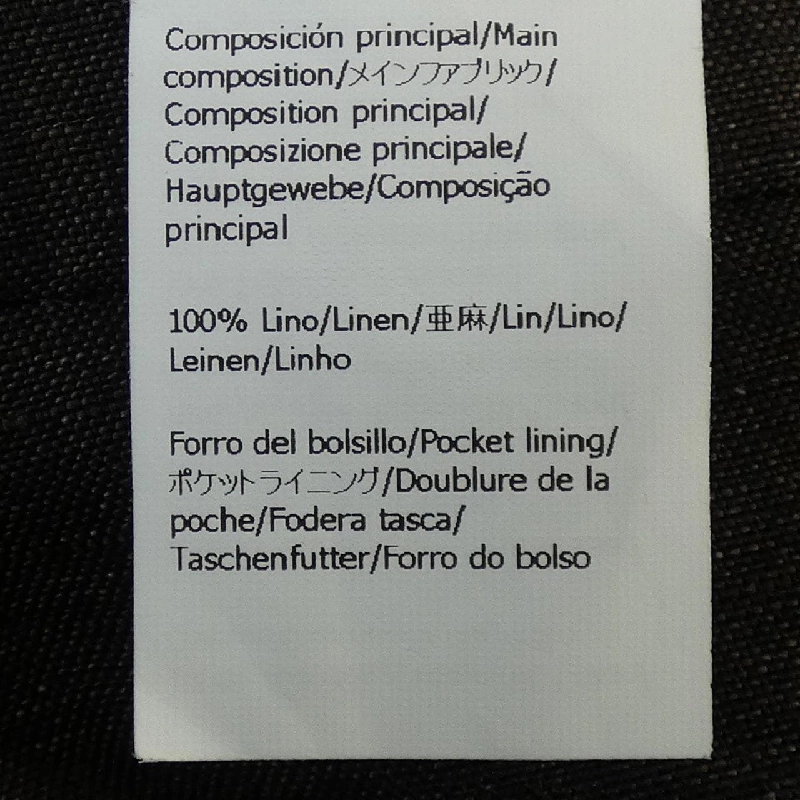 Composición principal/Main
composition/メインファブリック/
Composition principal/
Composizione principale/
Hauptgewebe/Composição
principal
100% Lino/Linen/亜麻/Lin/Lino/
Leinen/Linho
Forro del bolsillo/Pocket lining/
ポケットライニング/Doublure de la
poche/Fodera tasca/
Taschenfutter/Forro do bolso